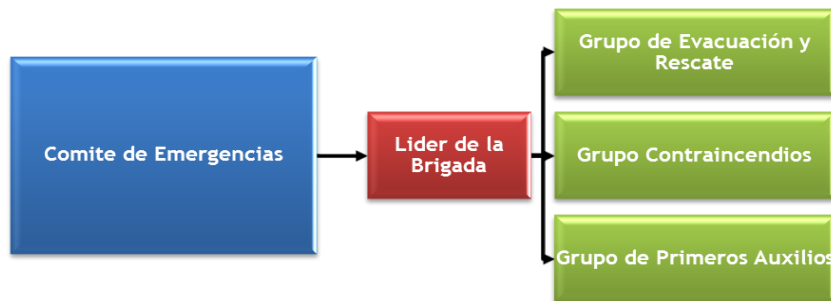 Comite de Emergencias
Lider de la
Brigada
Grupo de Evacuación y
Rescate
Grupo Contraincendios
Grupo de Primeros Auxilios